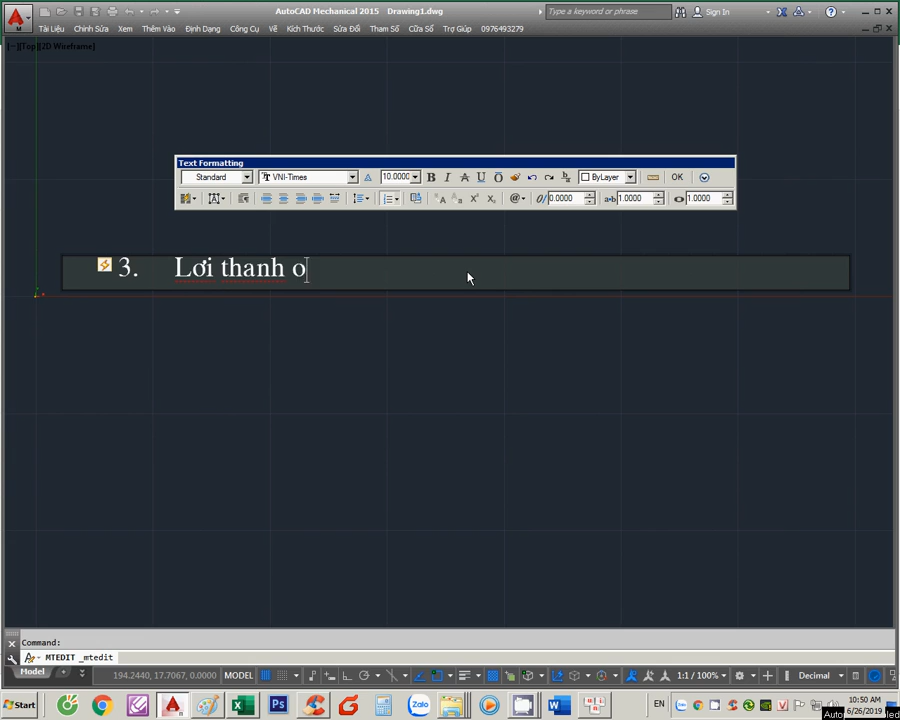 AutoCAD Mechanical 2015 Drawing1.dwg
Type a keyword or phrase
Sign In
Tài Liệu Chỉnh Sửa Xem Thêm Vào Định Dạng Công Cụ Vẽ Kích Thước Sửa Đổi Tham Số Cửa Sổ Trợ Giúp 0976493279
[−][Top][2D Wireframe]
Text Formatting
Standard VNI-Times 10.0000 B I A U O ByLayer OK
@ 0/ 0.0000 a•b 1.0000 1.0000
3. Lơi thanh o
Command:
MTEDIT _mtedit
Model
194.2440, 17.7067, 0.0000 MODEL 1:1 / 100% Decimal
Start Zalo EN 10:50 AM
6/26/2019